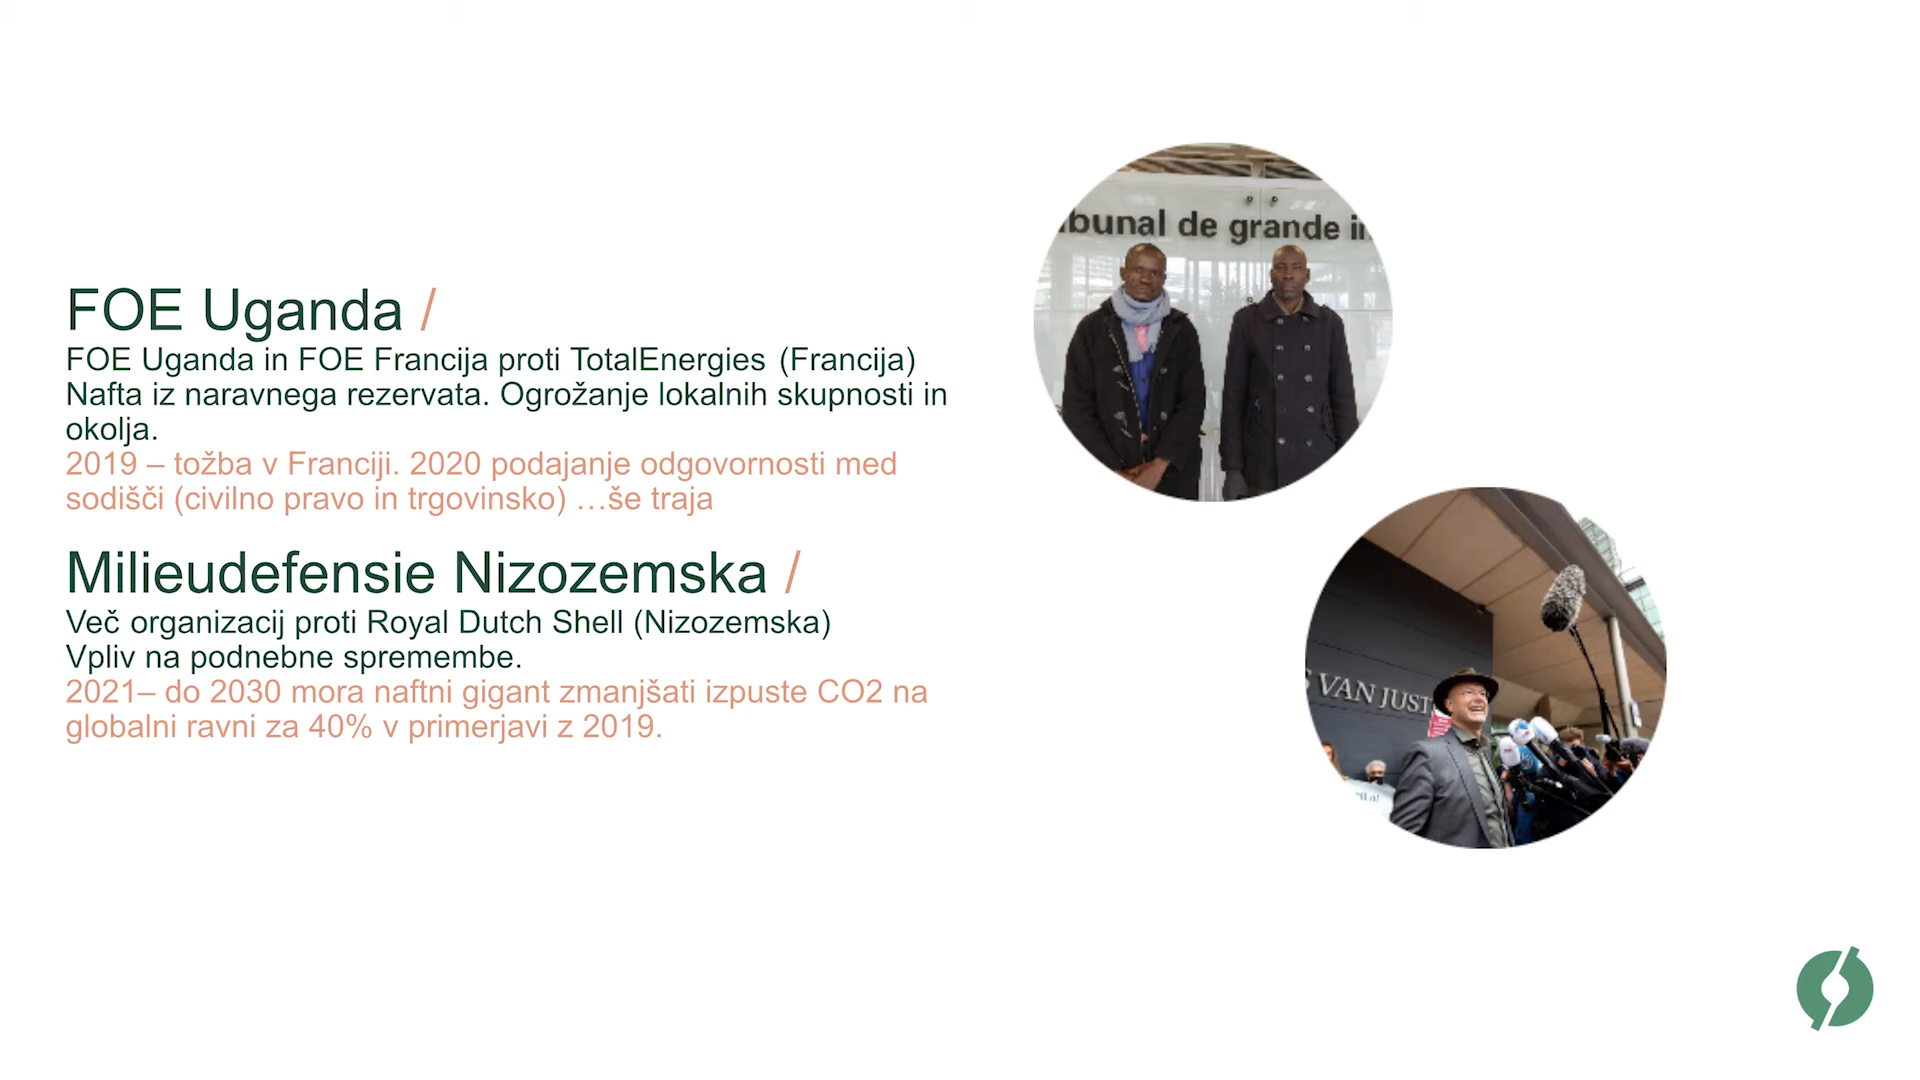 FOE Uganda /
FOE Uganda in FOE Francija proti TotalEnergies (Francija)
Nafta iz naravnega rezervata. Ogrožanje lokalnih skupnosti in
okolja.
2019 – tožba v Franciji. 2020 podajanje odgovornosti med
sodišči (civilno pravo in trgovinsko) …še traja
Milieudefensie Nizozemska /
Več organizacij proti Royal Dutch Shell (Nizozemska)
Vpliv na podnebne spremembe.
2021– do 2030 mora naftni gigant zmanjšati izpuste CO2 na
globalni ravni za 40% v primerjavi z 2019.
bunal de grande in
VAN JUST